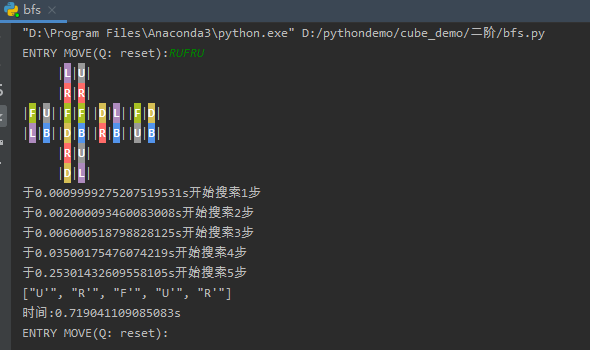 bfs
"D:\Program Files\Anaconda3\python.exe" D:/pythondemo/cube_demo/二阶/bfs.py
ENTRY MOVE(Q: reset):RUFRU
|L|U|
|R|R|
|F|U||F|F||D|L||F|D|
|L|B||D|B||R|B||U|B|
|R|U|
|D|L|
于0.0009999275207519531s开始搜索1步
于0.002000093460083008s开始搜索2步
于0.006000518798828125s开始搜索3步
于0.03500175476074219s开始搜索4步
于0.25301432609558105s开始搜索5步
["U'", "R'", "F'", "U'", "R'"]
时间:0.719041109085083s
ENTRY MOVE(Q: reset):